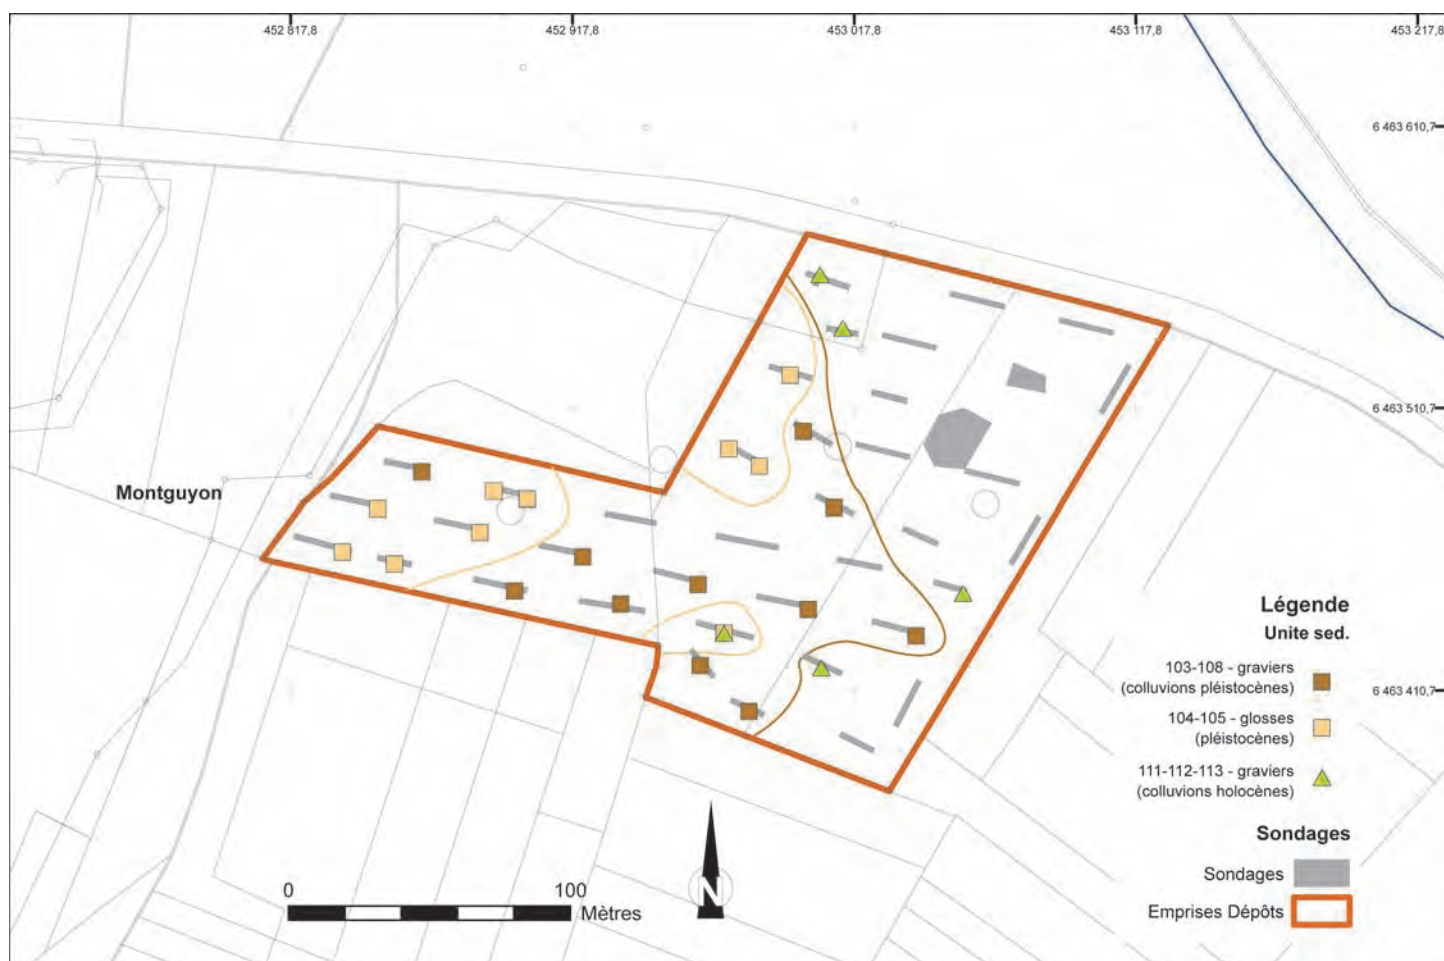 452 817,8
452 917,8
453 017,8
453 117,8
453 217,8
6 463 610,7
6 463 510,7
Montguyon
Légende
Unite sed.
103-108 - graviers
(colluvions pléistocènes)
6 463 410,7
104-105 - glosses
(pléistocènes)
111-112-113 - graviers
(colluvions holocènes)
Sondages
Sondages
Emprises Dépôts
0
100
Mètres
N